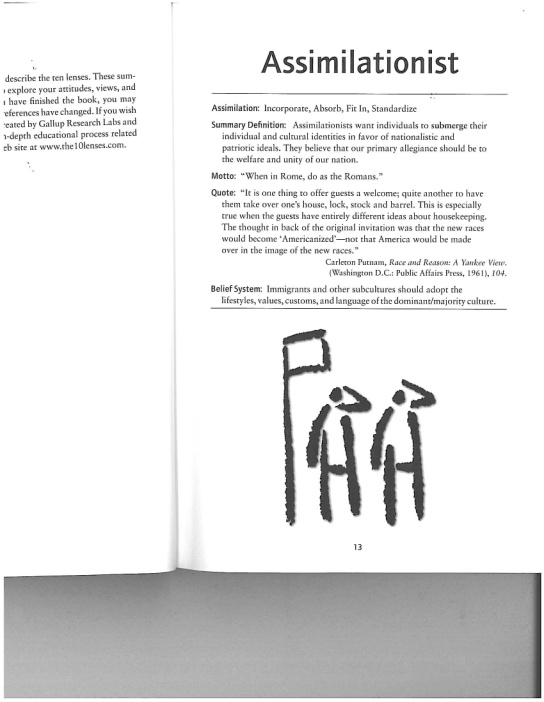 describe the ten lenses. These sum-
explore your attitudes, views, and
have finished the book, you may
references have changed. If you wish
reated by Gallup Research Labs and
n-depth educational process related
eb site at www.the10lenses.com.
Assimilationist
Assimilation: Incorporate, Absorb, Fit In, Standardize
Summary Definition: Assimilationists want individuals to submerge their
individual and cultural identities in favor of nationalistic and
patriotic ideals. They believe that our primary allegiance should be to
the welfare and unity of our nation.
Motto: “When in Rome, do as the Romans.”
Quote: “It is one thing to offer guests a welcome; quite another to have
them take over one’s house, lock, stock and barrel. This is especially
true when the guests have entirely different ideas about housekeeping.
The thought in back of the original invitation was that the new races
would become ‘Americanized’—not that America would be made
over in the image of the new races.”
Carleton Putnam, Race and Reason: A Yankee View.
(Washington D.C.: Public Affairs Press, 1961), 104.
Belief System: Immigrants and other subcultures should adopt the
lifestyles, values, customs, and language of the dominant/majority culture.
13